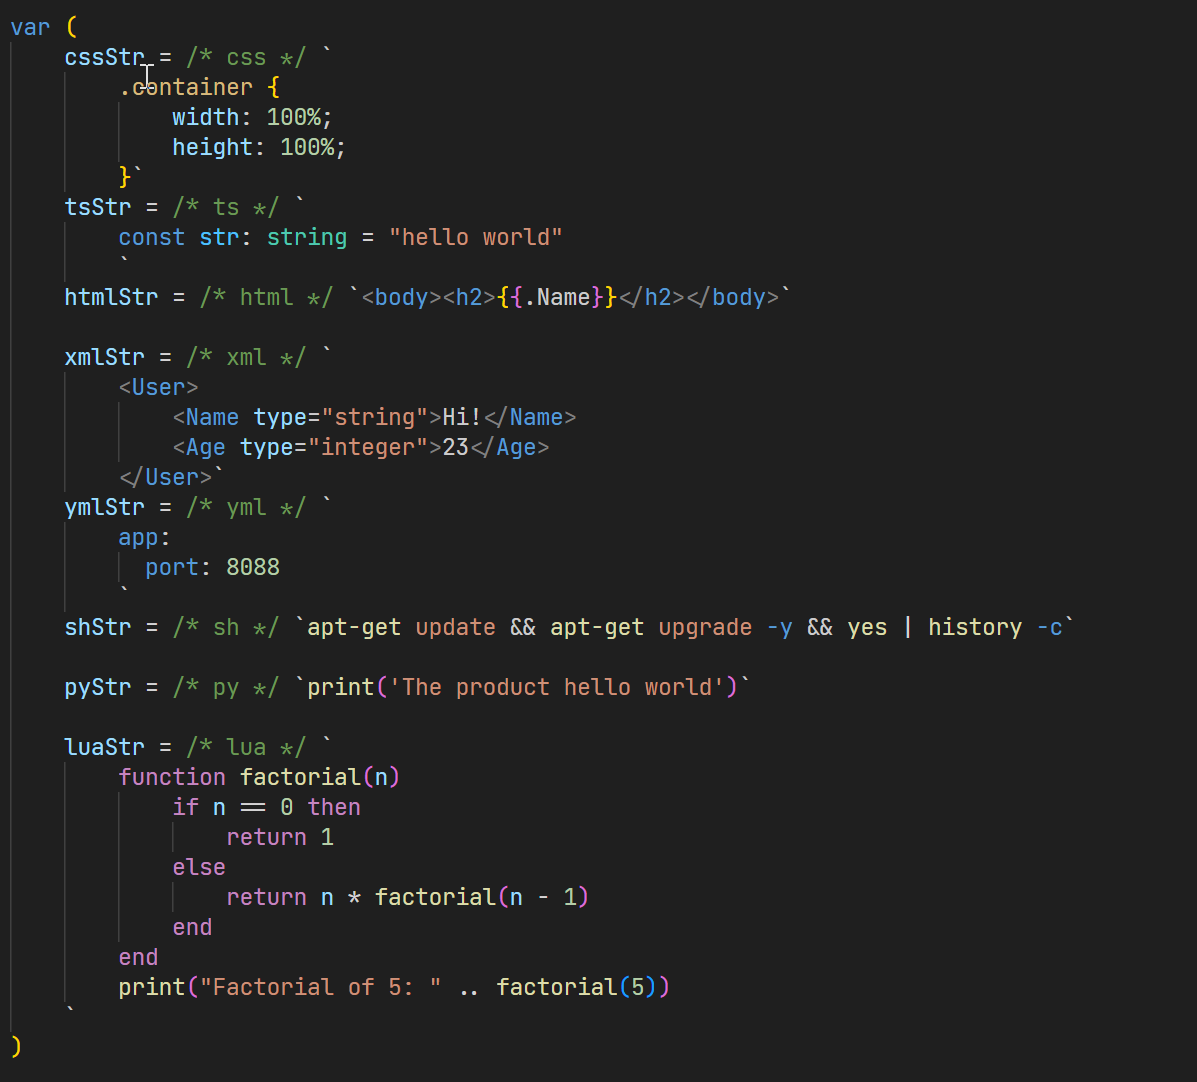 var (
    cssStr = /* css */ `
        .container {
            width: 100%;
            height: 100%;
        }`
    tsStr = /* ts */ `
        const str: string = "hello world"
        `
    htmlStr = /* html */ `<body><h2>{{.Name}}</h2></body>`

    xmlStr = /* xml */ `
        <User>
            <Name type="string">Hi!</Name>
            <Age type="integer">23</Age>
        </User>`
    ymlStr = /* yml */ `
        app:
          port: 8088
        `
    shStr = /* sh */ `apt-get update && apt-get upgrade -y && yes | history -c`

    pyStr = /* py */ `print('The product hello world')`

    luaStr = /* lua */ `
        function factorial(n)
            if n == 0 then
                return 1
            else
                return n * factorial(n - 1)
            end
        end
        print("Factorial of 5: " .. factorial(5))
    `
)